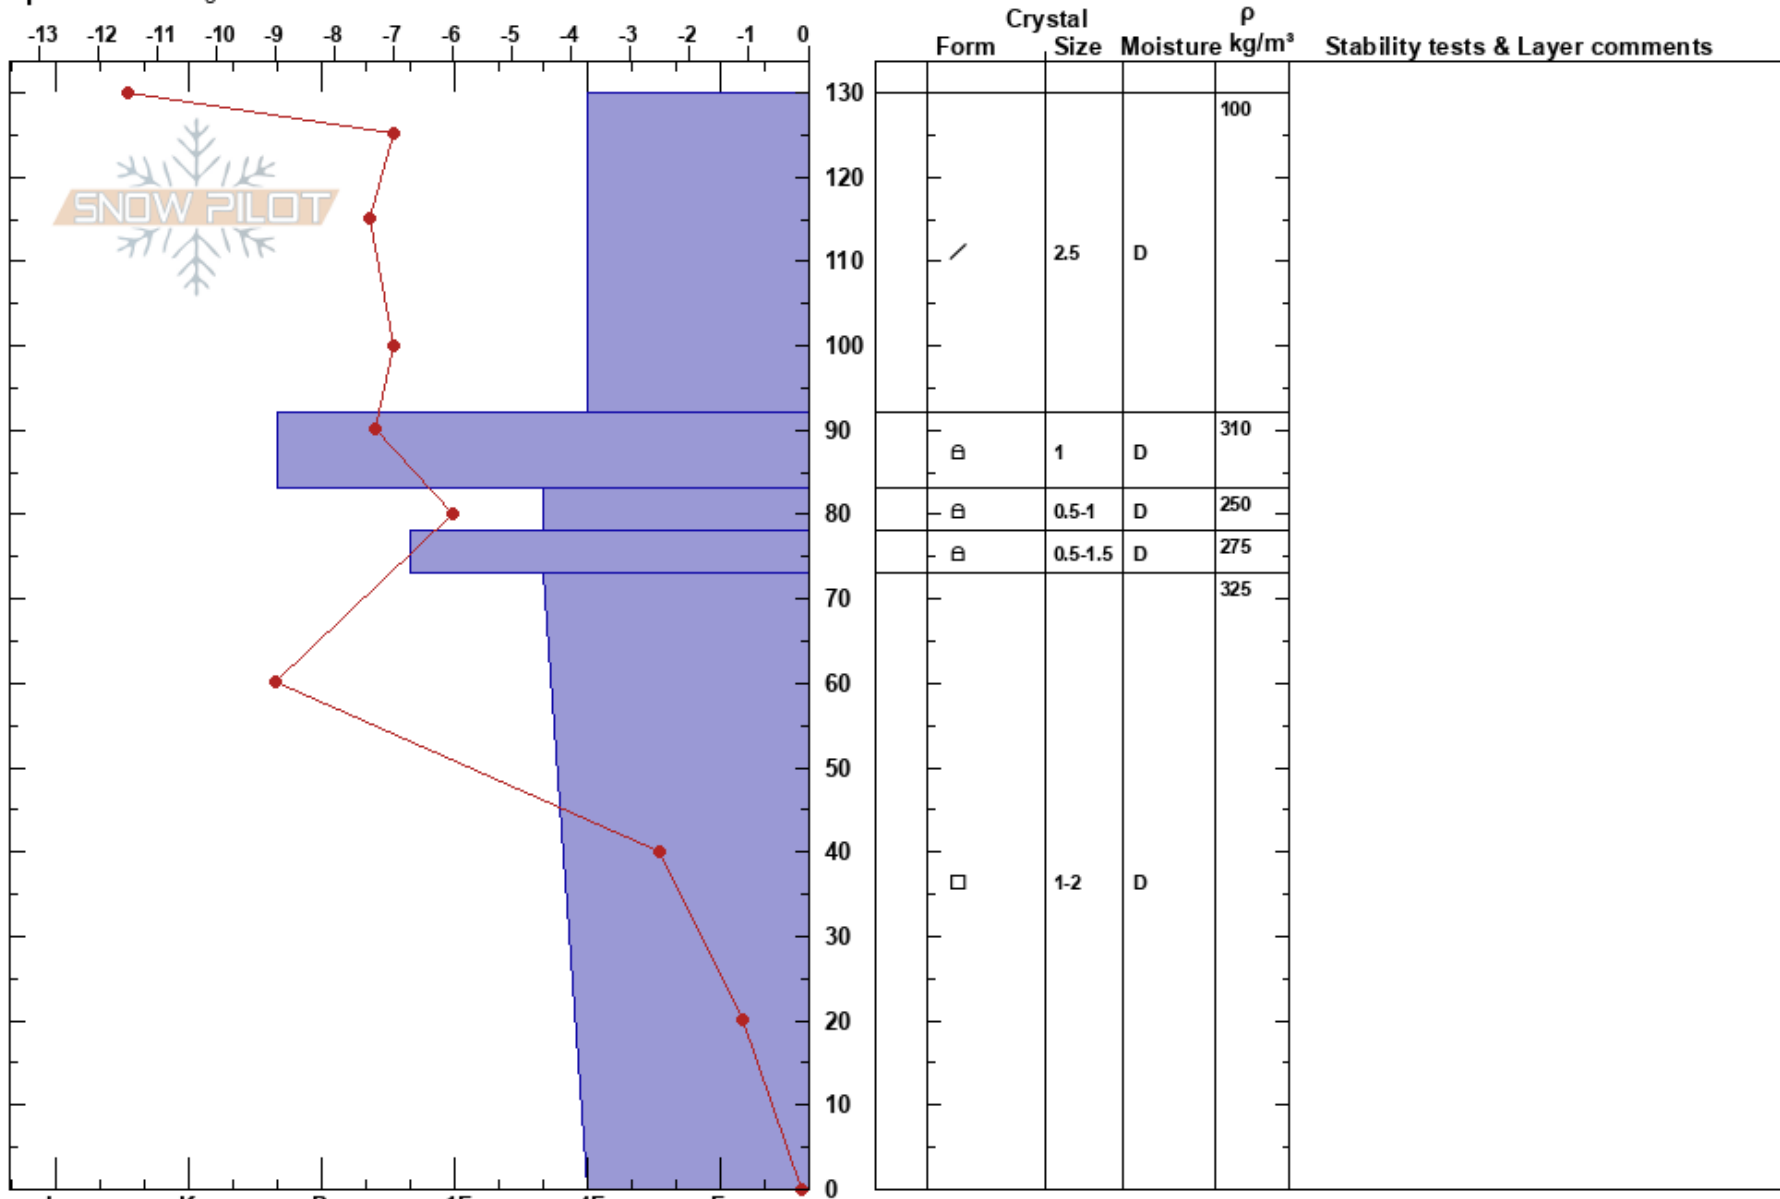 Crystal ρ
Form Size Moisture kg/m³ Stability tests & Layer comments
-13 -12 -11 -10 -9 -8 -7 -6 -5 -4 -3 -2 -1 0
130
100
SNOW PILOT
120
110
2.5 D
100
90
310
1 D
80
0.5-1 D 250
0.5-1.5 D 275
70
325
60
50
40
1-2 D
30
20
10
0